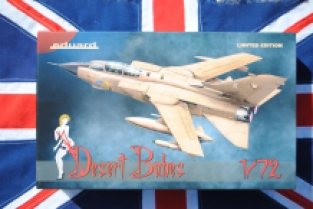 eduard
LIMITED EDITION
Desert Babes
1/72